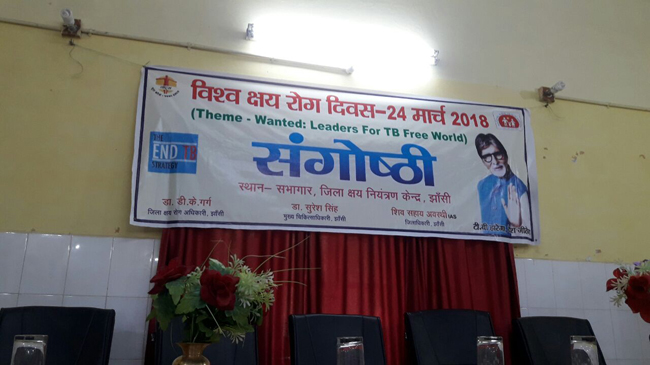 विश्व क्षय रोग दिवस–24 मार्च 2018
(Theme - Wanted: Leaders For TB Free World)
THE
END TB
STRATEGY
संगोष्ठी
स्थान– सभागार, जिला क्षय नियंत्रण केन्द्र, झाँसी
डा. डी.के.गर्ग
जिला क्षय रोग अधिकारी, झाँसी
डा. सुरेश सिंह
मुख्य चिकित्साधिकारी, झाँसी
शिव सहाय अवस्थी IAS
जिलाधिकारी, झाँसी
टी.बी. हारेगा